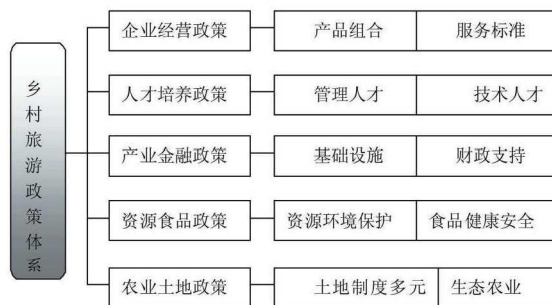 乡村旅游政策体系
企业经营政策 产品组合 服务标准
人才培养政策 管理人才 技术人才
产业金融政策 基础设施 财政支持
资源食品政策 资源环境保护 食品健康安全
农业土地政策 土地制度多元 生态农业